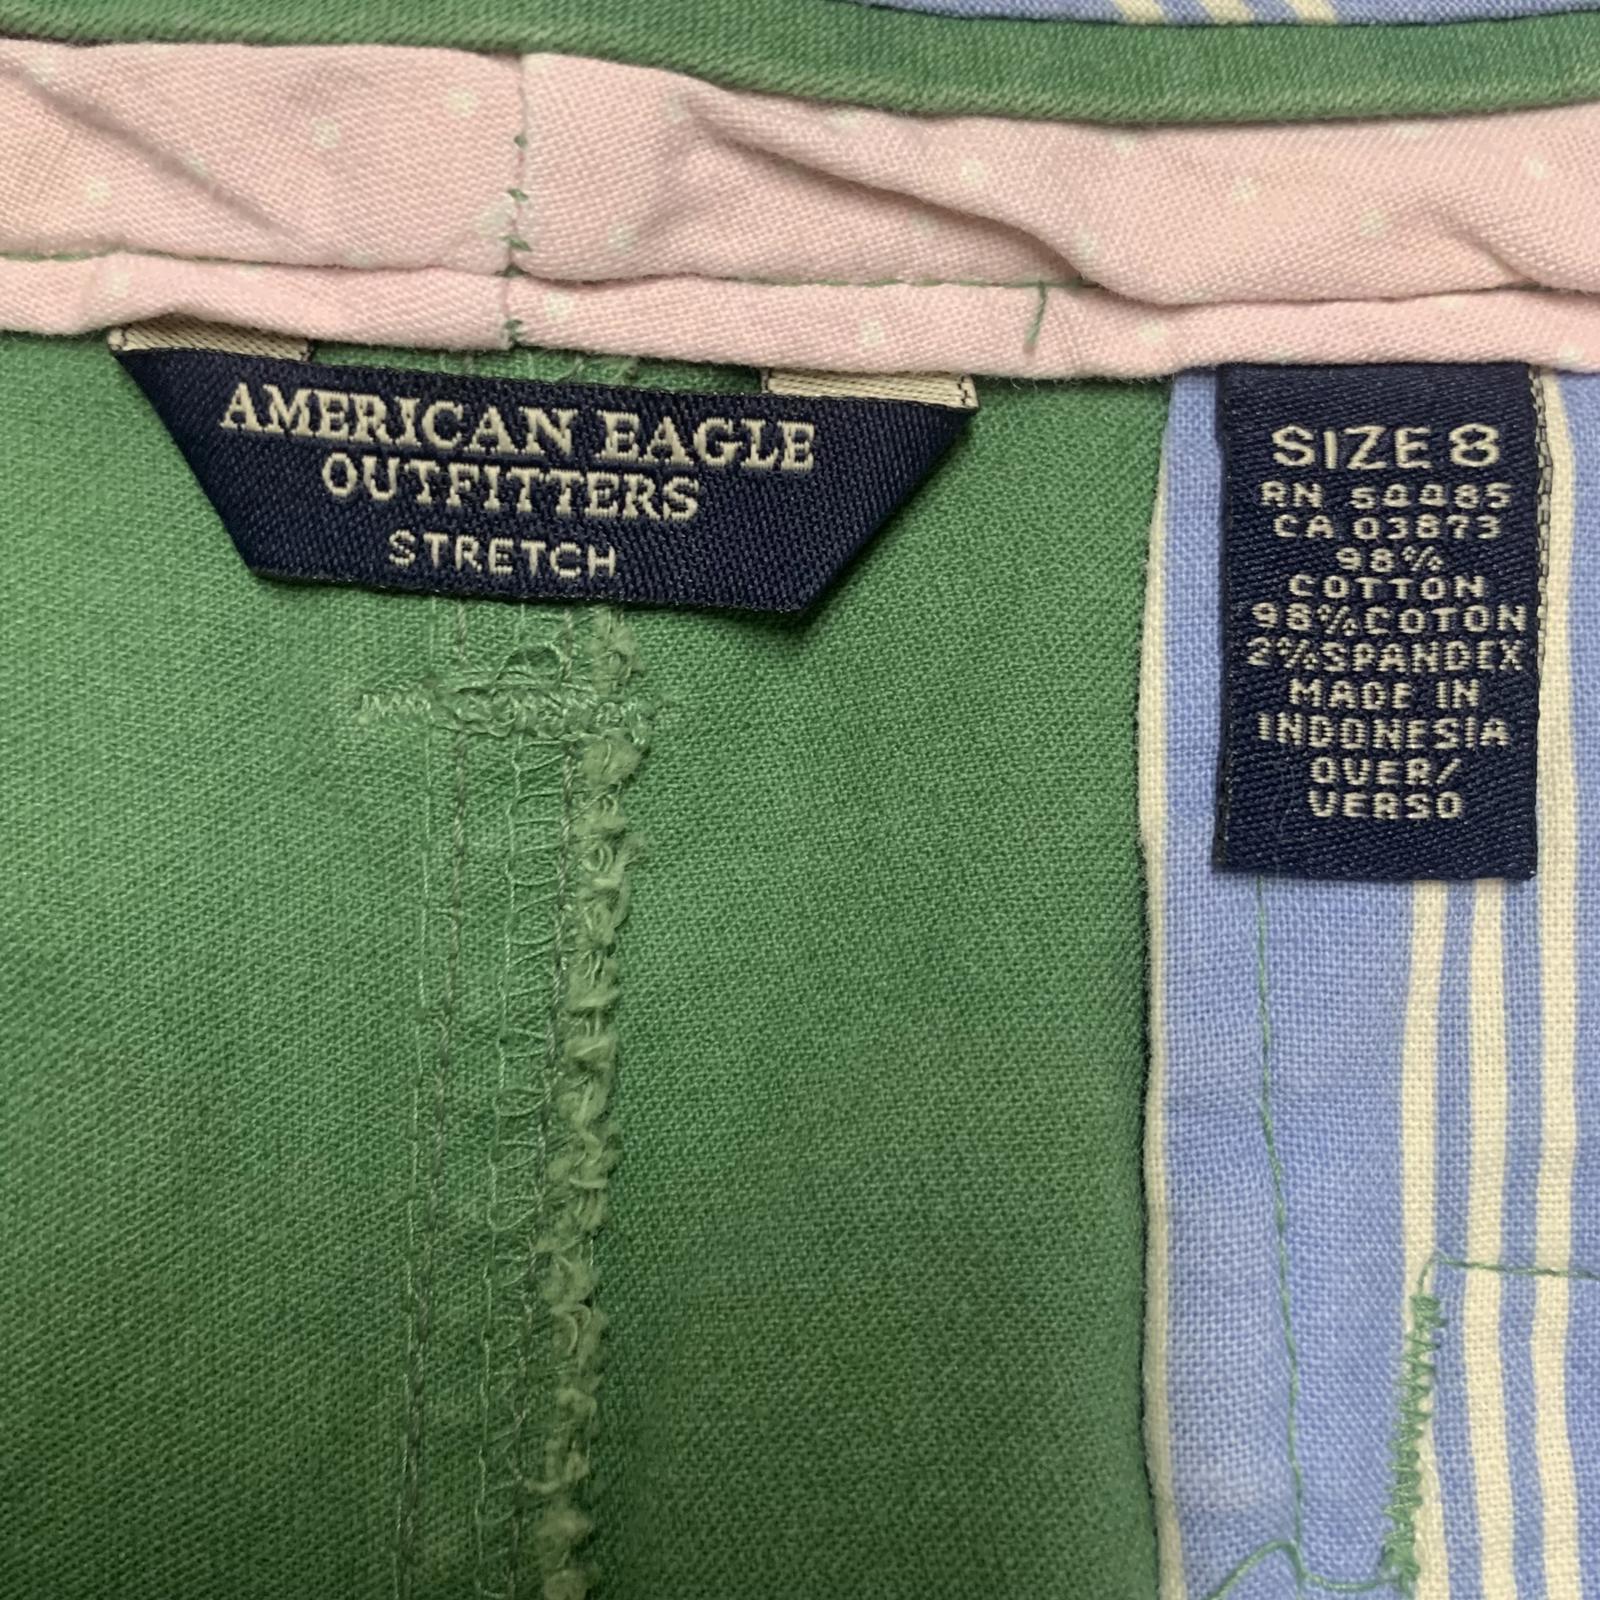 AMERICAN EAGLE
OUTFITTERS
STRETCH
SIZE 8
RN 54485
CA 03873
98%
COTTON
98% COTON
2% SPANDEX
MADE IN
INDONESIA
OVER/
VERSO